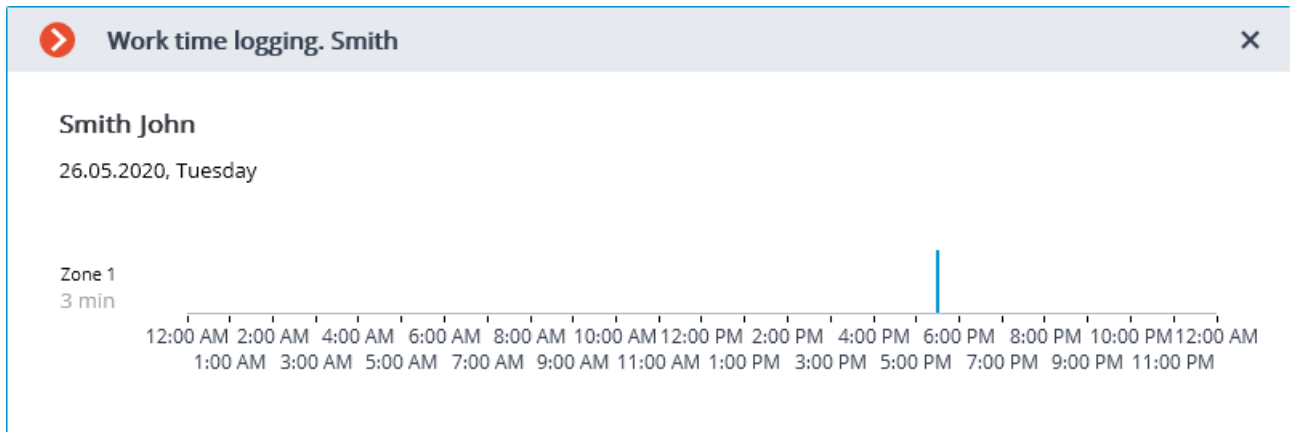 Work time logging. Smith
Smith John
26.05.2020, Tuesday
Zone 1
3 min
12:00 AM 2:00 AM 4:00 AM 6:00 AM 8:00 AM 10:00 AM 12:00 PM 2:00 PM 4:00 PM 6:00 PM 8:00 PM 10:00 PM 12:00 AM
1:00 AM 3:00 AM 5:00 AM 7:00 AM 9:00 AM 11:00 AM 1:00 PM 3:00 PM 5:00 PM 7:00 PM 9:00 PM 11:00 PM